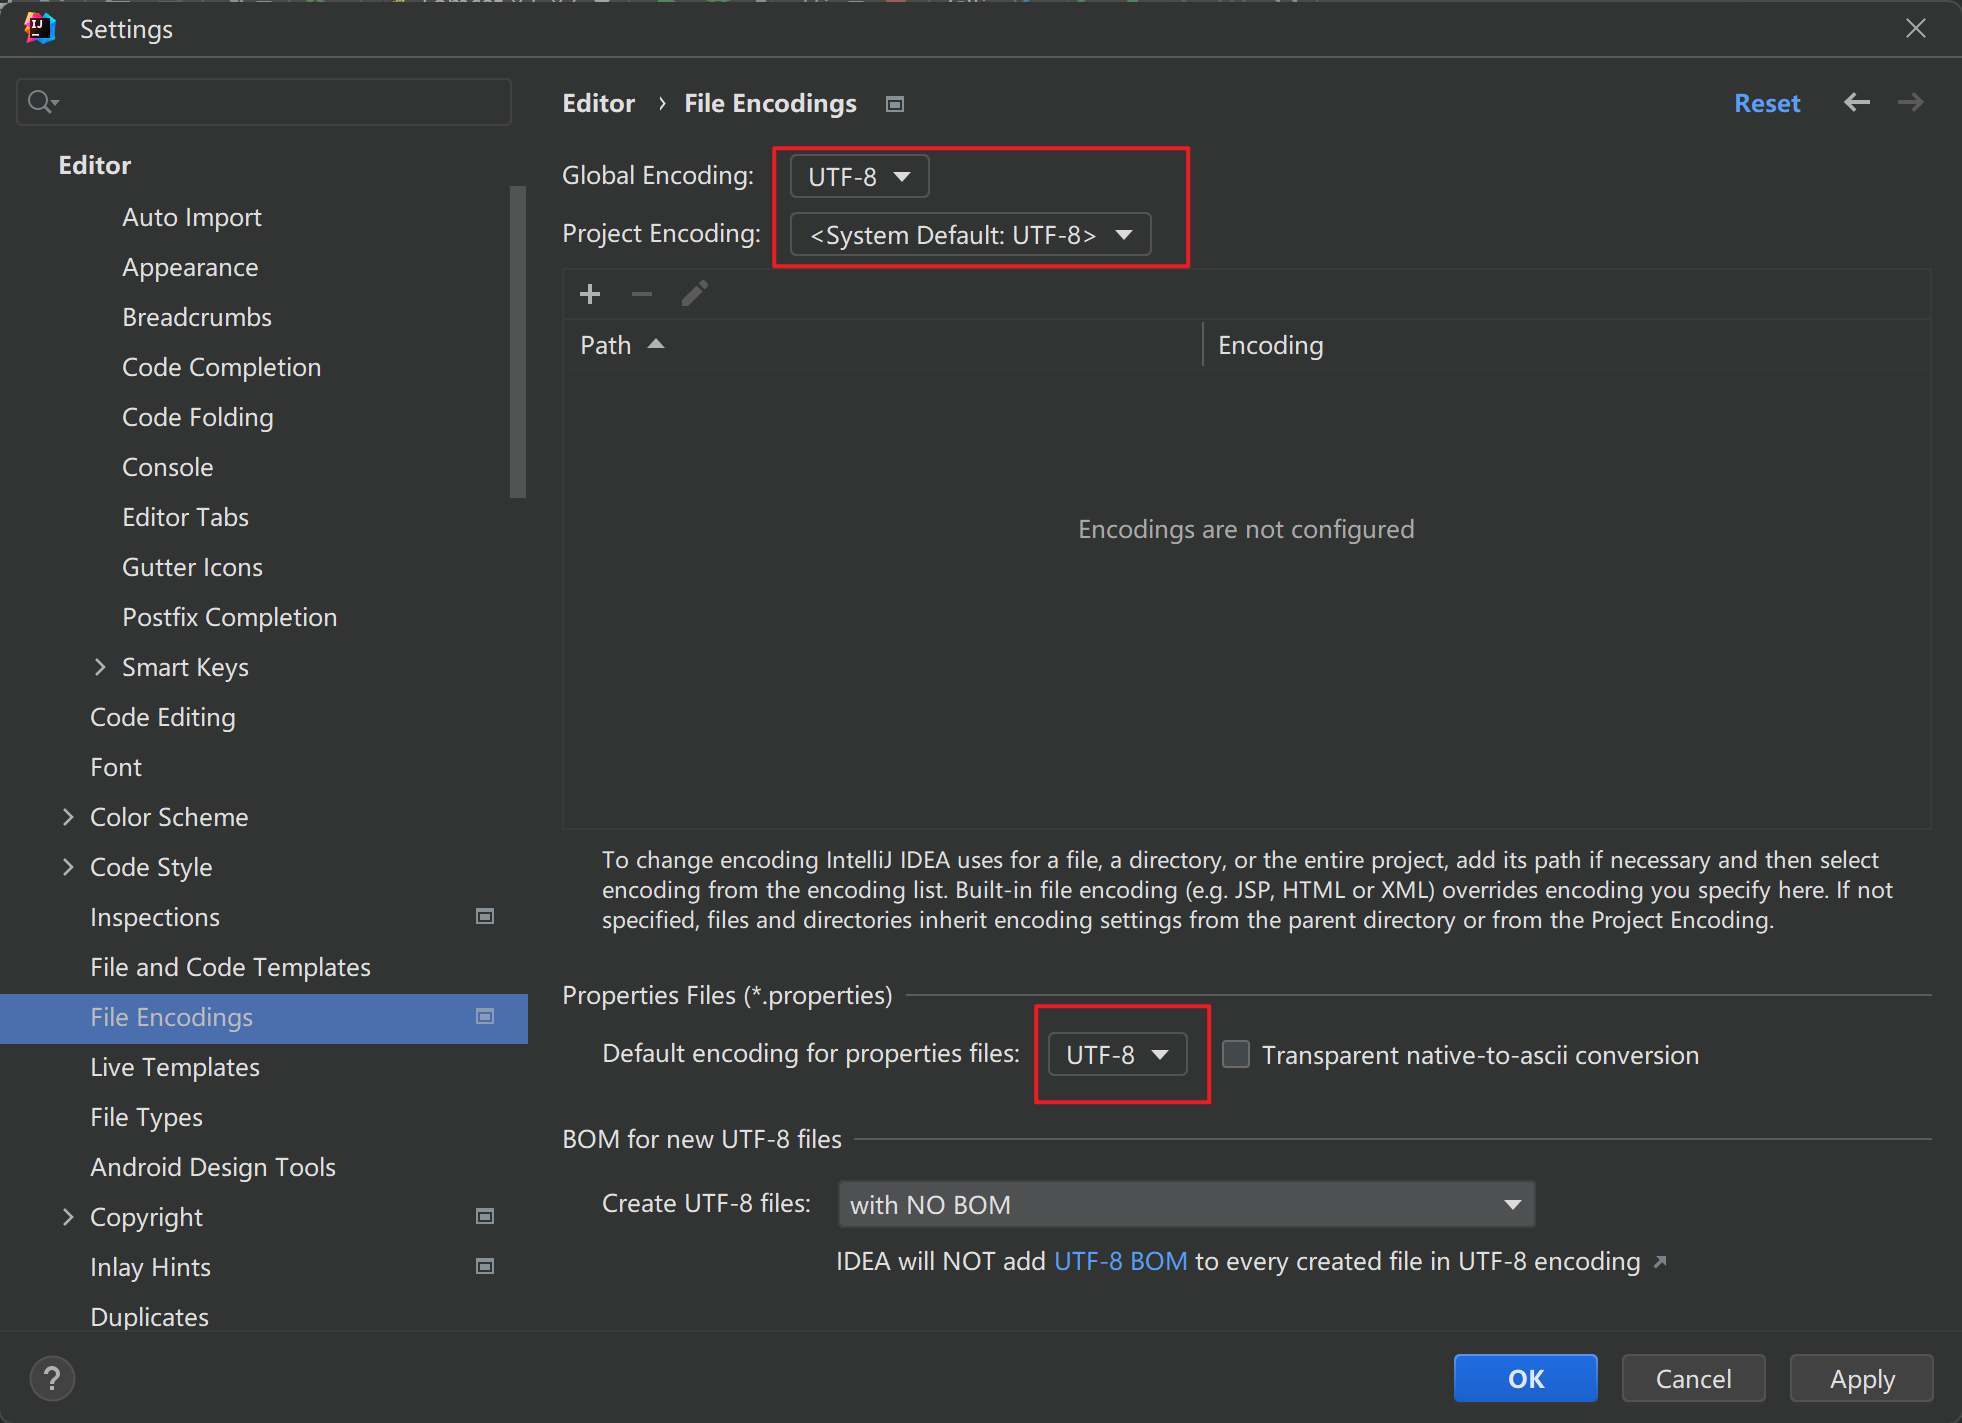 Settings
Editor › File Encodings
Reset
Global Encoding: UTF-8
Project Encoding: <System Default: UTF-8>
Path
Encoding
Encodings are not configured
To change encoding IntelliJ IDEA uses for a file, a directory, or the entire project, add its path if necessary and then select
encoding from the encoding list. Built-in file encoding (e.g. JSP, HTML or XML) overrides encoding you specify here. If not
specified, files and directories inherit encoding settings from the parent directory or from the Project Encoding.
Properties Files (*.properties)
Default encoding for properties files: UTF-8 Transparent native-to-ascii conversion
BOM for new UTF-8 files
Create UTF-8 files: with NO BOM
IDEA will NOT add UTF-8 BOM to every created file in UTF-8 encoding
Editor
Auto Import
Appearance
Breadcrumbs
Code Completion
Code Folding
Console
Editor Tabs
Gutter Icons
Postfix Completion
Smart Keys
Code Editing
Font
Color Scheme
Code Style
Inspections
File and Code Templates
File Encodings
Live Templates
File Types
Android Design Tools
Copyright
Inlay Hints
Duplicates
?
OK
Cancel
Apply